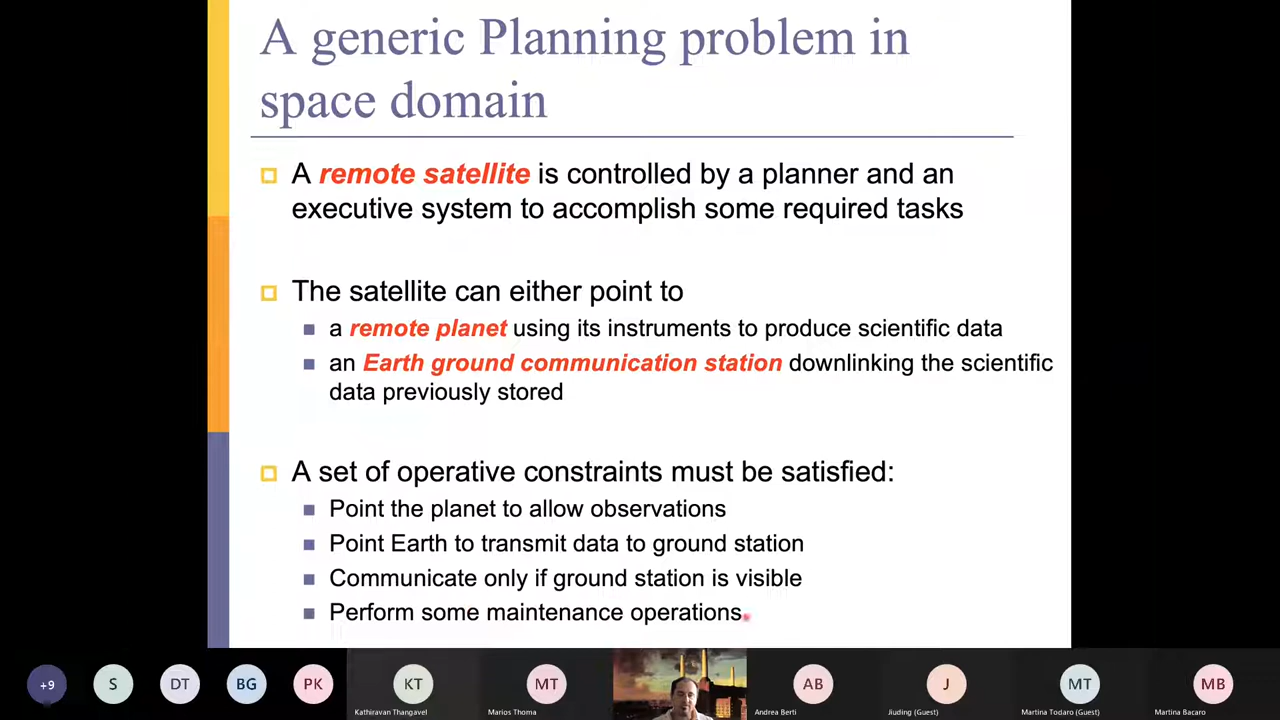 A generic Planning problem in
space domain
A remote satellite is controlled by a planner and an
executive system to accomplish some required tasks
The satellite can either point to
a remote planet using its instruments to produce scientific data
an Earth ground communication station downlinking the scientific
data previously stored
A set of operative constraints must be satisfied:
Point the planet to allow observations
Point Earth to transmit data to ground station
Communicate only if ground station is visible
Perform some maintenance operations
+9 S DT BG PK KT MT AB J MT MB
Kathiravan Thangavel Marios Thoma Andrea Berti Jiuding (Guest) Martina Todaro (Guest) Martina Bacaro